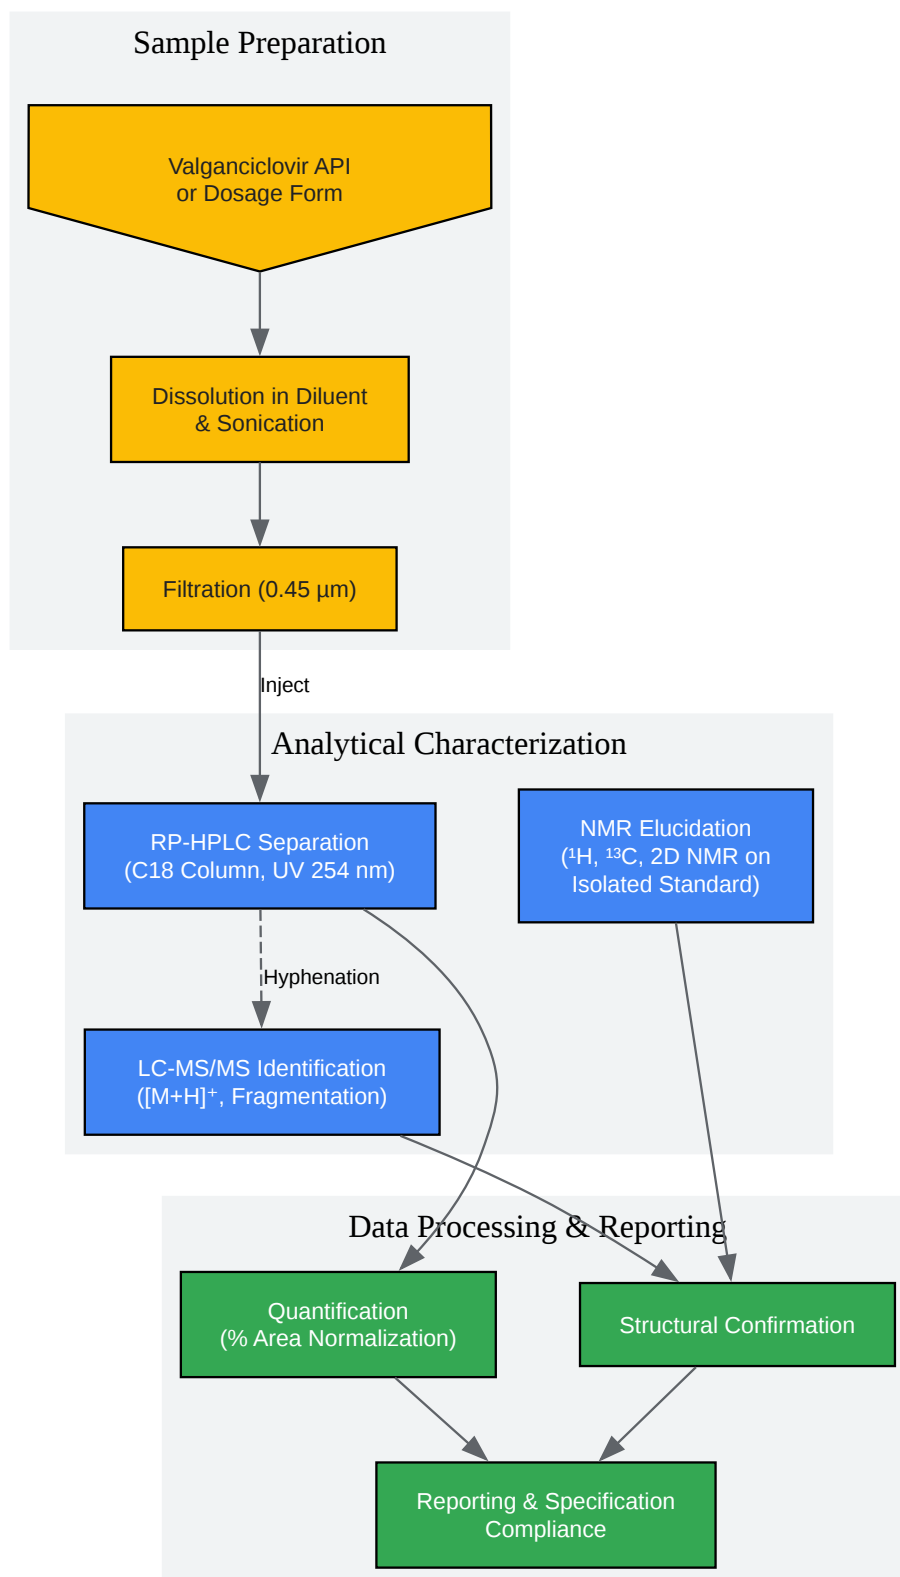 Sample Preparation
Valganciclovir API
or Dosage Form
Dissolution in Diluent
& Sonication
Filtration (0.45 µm)
Inject
Analytical Characterization
RP-HPLC Separation
(C18 Column, UV 254 nm)
NMR Elucidation
(¹H, ¹³C, 2D NMR on
Isolated Standard)
Hyphenation
LC-MS/MS Identification
([M+H]⁺, Fragmentation)
Data Processing & Reporting
Quantification
(% Area Normalization)
Structural Confirmation
Reporting & Specification
Compliance